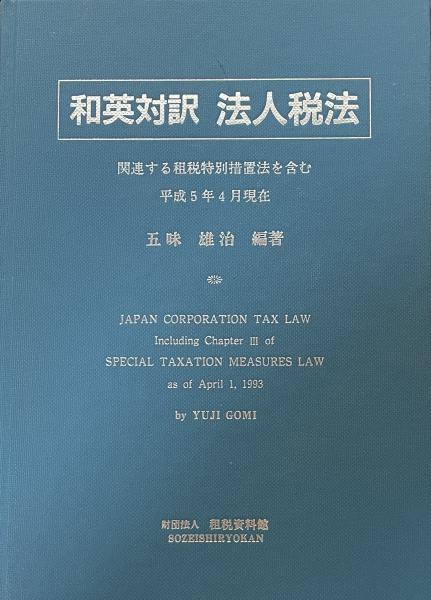 和英対訳 法人税法
関連する租税特別措置法を含む
平成5年4月現在
五味 雄治 編著
JAPAN CORPORATION TAX LAW
Including Chapter Ⅲ of
SPECIAL TAXATION MEASURES LAW
as of April 1, 1993
by YUJI GOMI
財団法人 租税資料館
SOZEISHIRYOKAN